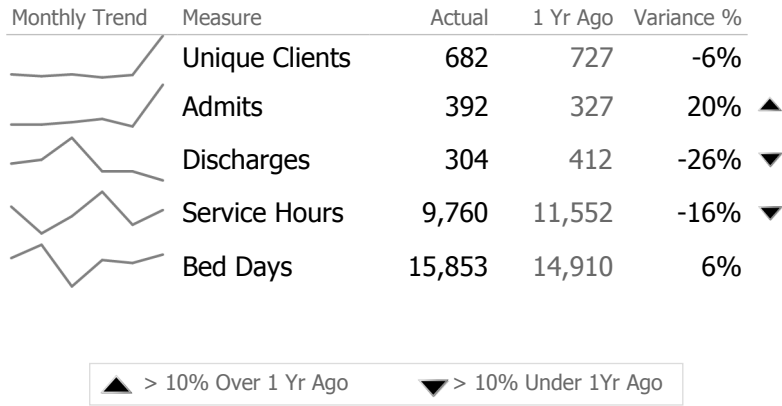 Monthly Trend Measure Actual 1 Yr Ago Variance %
Unique Clients 682 727 -6%
Admits 392 327 20%
Discharges 304 412 -26%
Service Hours 9,760 11,552 -16%
Bed Days 15,853 14,910 6%
> 10% Over 1 Yr Ago > 10% Under 1Yr Ago